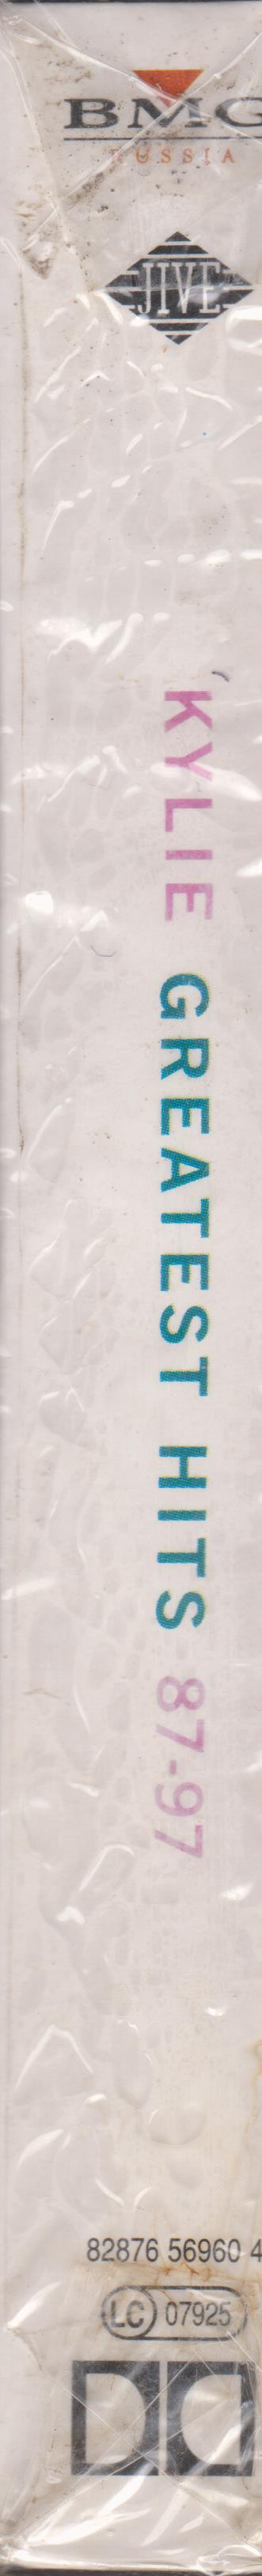 BMG
RUSSIA
JIVE
KYLIE GREATEST HITS 87-97
82876 56960 4
LC 07925